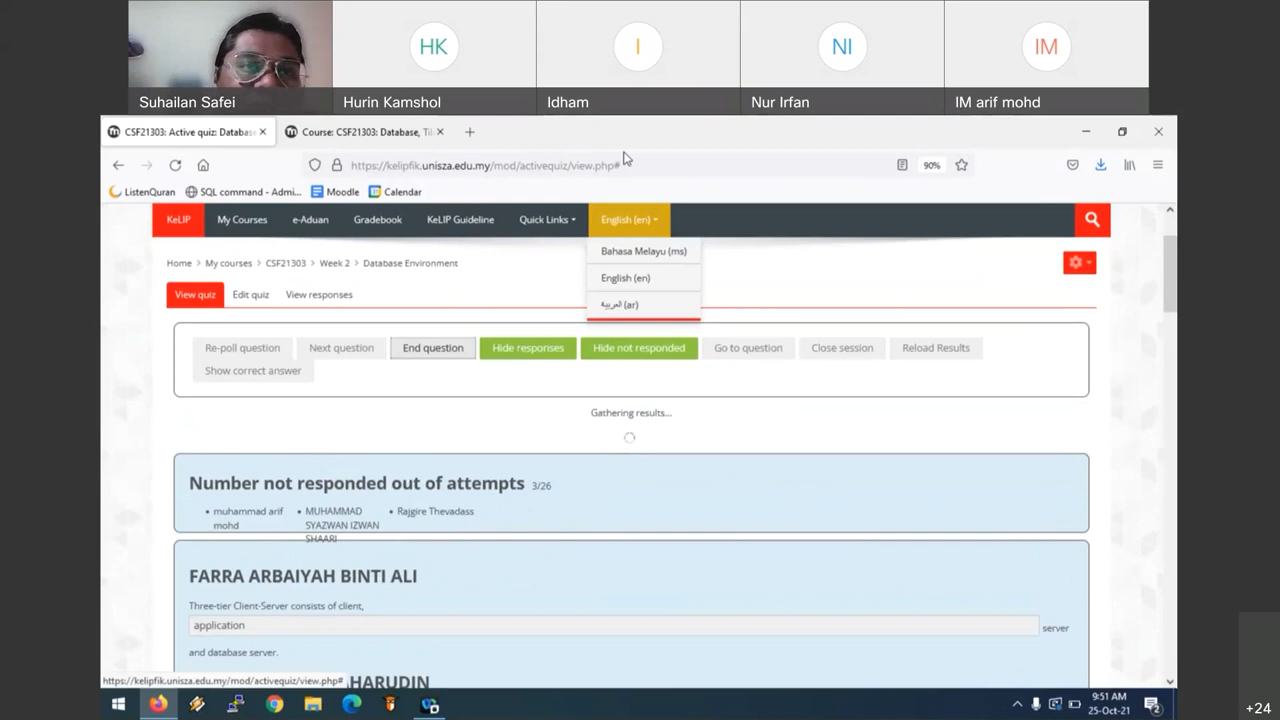 HK
I
NI
IM
Suhailan Safei
Hurin Kamshol
Idham
Nur Irfan
IM arif mohd
CSF21303: Active quiz: Database
Course: CSF21303: Database, Ti
https://kelipfik.unisza.edu.my/mod/activequiz/view.php#
90%
ListenQuran
SQL command - Admi...
Moodle
Calendar
KeLIP
My Courses
e-Aduan
Gradebook
KeLIP Guideline
Quick Links
English (en)
Bahasa Melayu (ms)
English (en)
العربية (ar)
Home
My courses
CSF21303
Week 2
Database Environment
View quiz
Edit quiz
View responses
Re-poll question
Next question
End question
Hide responses
Hide not responded
Go to question
Close session
Reload Results
Show correct answer
Gathering results...
Number not responded out of attempts 3/26
muhammad arif mohd
MUHAMMAD SYAZWAN IZWAN SHAARI
Rajgire Thevadass
FARRA ARBAIYAH BINTI ALI
Three-tier Client-Server consists of client,
application
server
and database server.
https://kelipfik.unisza.edu.my/mod/activequiz/view.php#
HARUDIN
9:51 AM
25-Oct-21
2
+24